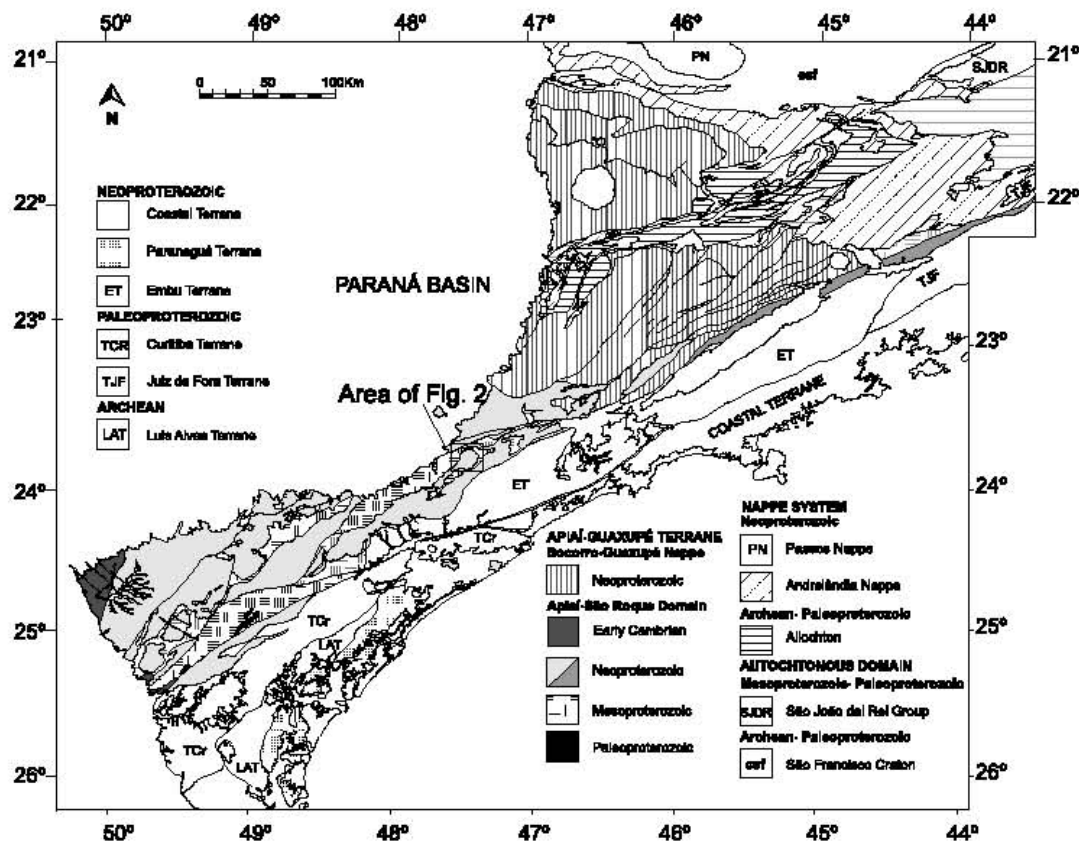 50º 49º 48º 47º 46º 45º 44º
21º
21º
PN
csf
SJDR
0 50 100Km
N
22º
22º
TJF
NEOPROTEROZOIC
Coastal Terrane
Paranaguá Terrane
ET Embu Terrane
PALEOPROTEROZOIC
TCR Curitiba Terrane
TJF Juiz de Fora Terrane
ARCHEAN
LAT Luis Alves Terrane
PARANÁ BASIN
23º
23º
TJF
ET
COASTAL TERRANE
Area of Fig. 2
24º
24º
ET
TCr
25º
25º
TCr
LAT
TCr
LAT
26º
26º
APIAÍ-GUAXUPÉ TERRANE
Socorro-Guaxupé Nappe
Neoproterozoic
Apiaí-São Roque Domain
Early Cambrian
Neoproterozoic
Mesoproterozoic
Paleoproterozoic
NAPPE SYSTEM
Neoproterozoic
PN Passos Nappe
Andrelândia Nappe
Archean-Paleoproterozoic
Allochton
AUTOCHTONOUS DOMAIN
Mesoproterozoic- Paleoproterozoic
SJDR São João del Rei Group
Archean- Paleoproterozoic
csf São Francisco Craton
50º 49º 48º 47º 46º 45º 44º